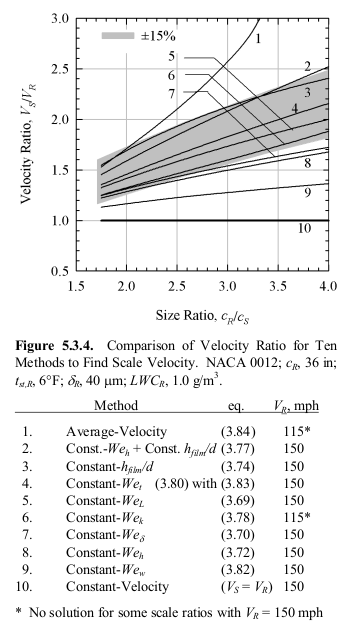 3.0
2.5
2.0
1.5
1.0
0.5
Velocity Ratio, V_S/V_R
±15%
1
2
3
4
5
6
7
8
9
10
1.5 2.0 2.5 3.0 3.5 4.0
Size Ratio, c_R/c_S
Figure 5.3.4. Comparison of Velocity Ratio for Ten
Methods to Find Scale Velocity. NACA 0012; c_R, 36 in;
t_st,R, 6°F; δ_R, 40 μm; LWC_R, 1.0 g/m³.
Method eq. V_R, mph
1. Average-Velocity (3.84) 115*
2. Const.-We_h + Const. h_film/d (3.77) 150
3. Constant-h_film/d (3.74) 150
4. Constant-We_t (3.80) with (3.83) 150
5. Constant-We_L (3.69) 150
6. Constant-We_k (3.78) 115*
7. Constant-We_δ (3.70) 150
8. Constant-We_h (3.72) 150
9. Constant-We_w (3.82) 150
10. Constant-Velocity (V_S = V_R) 150
* No solution for some scale ratios with V_R = 150 mph